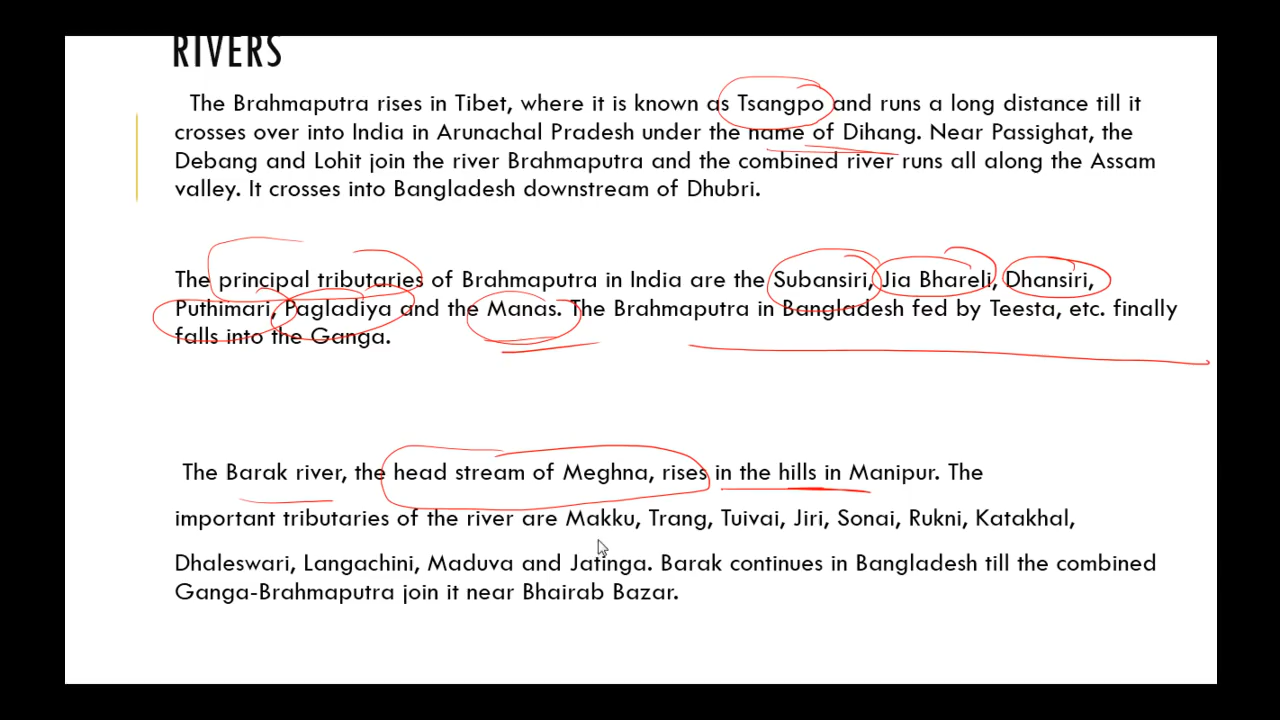 RIVERS
The Brahmaputra rises in Tibet, where it is known as Tsangpo and runs a long distance till it
crosses over into India in Arunachal Pradesh under the name of Dihang. Near Passighat, the
Debang and Lohit join the river Brahmaputra and the combined river runs all along the Assam
valley. It crosses into Bangladesh downstream of Dhubri.
The principal tributaries of Brahmaputra in India are the Subansiri, Jia Bhareli, Dhansiri,
Puthimari, Pagladiya and the Manas. The Brahmaputra in Bangladesh fed by Teesta, etc. finally
falls into the Ganga.
The Barak river, the head stream of Meghna, rises in the hills in Manipur. The
important tributaries of the river are Makku, Trang, Tuivai, Jiri, Sonai, Rukni, Katakhal,
Dhaleswari, Langachini, Maduva and Jatinga. Barak continues in Bangladesh till the combined
Ganga-Brahmaputra join it near Bhairab Bazar.